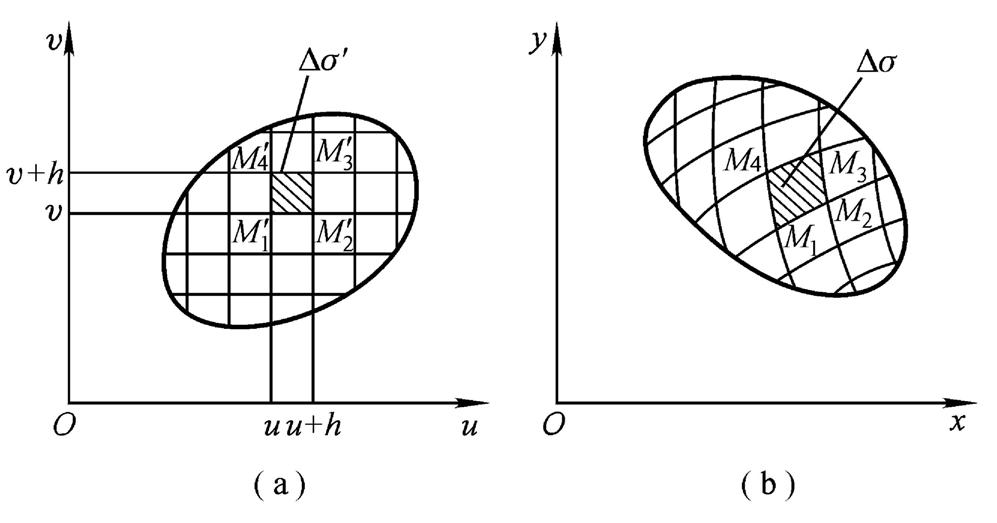 v
Δσ′
M′₄
M′₃
v+h
v
M′₁
M′₂
O
u
u+h
u
(a)
y
Δσ
M₄
M₃
M₂
M₁
O
x
(b)